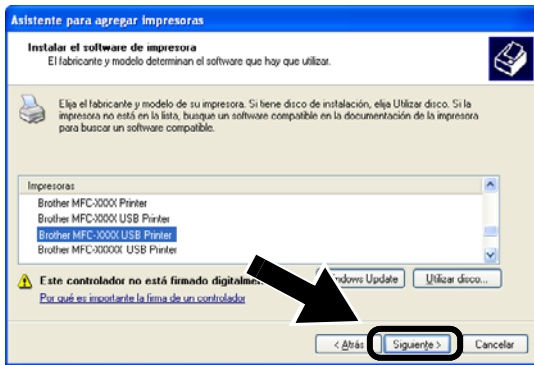 Asistente para agregar impresoras
Instalar el software de impresora
El fabricante y modelo determinan el software que hay que utilizar.
Elija el fabricante y modelo de su impresora. Si tiene disco de instalación, elija Utilizar disco. Si la
impresora no está en la lista, busque un software compatible en la documentación de la impresora
para buscar un software compatible.
Impresoras
Brother MFC-XXXX Printer
Brother MFC-XXXX USB Printer
Brother MFC-XXXX USB Printer
Brother MFC-XXXXX USB Printer
Este controlador no está firmado digitalme
ndows Update Utilizar disco...
Por qué es importante la firma de un controlador
< Atrás Siguiente > Cancelar